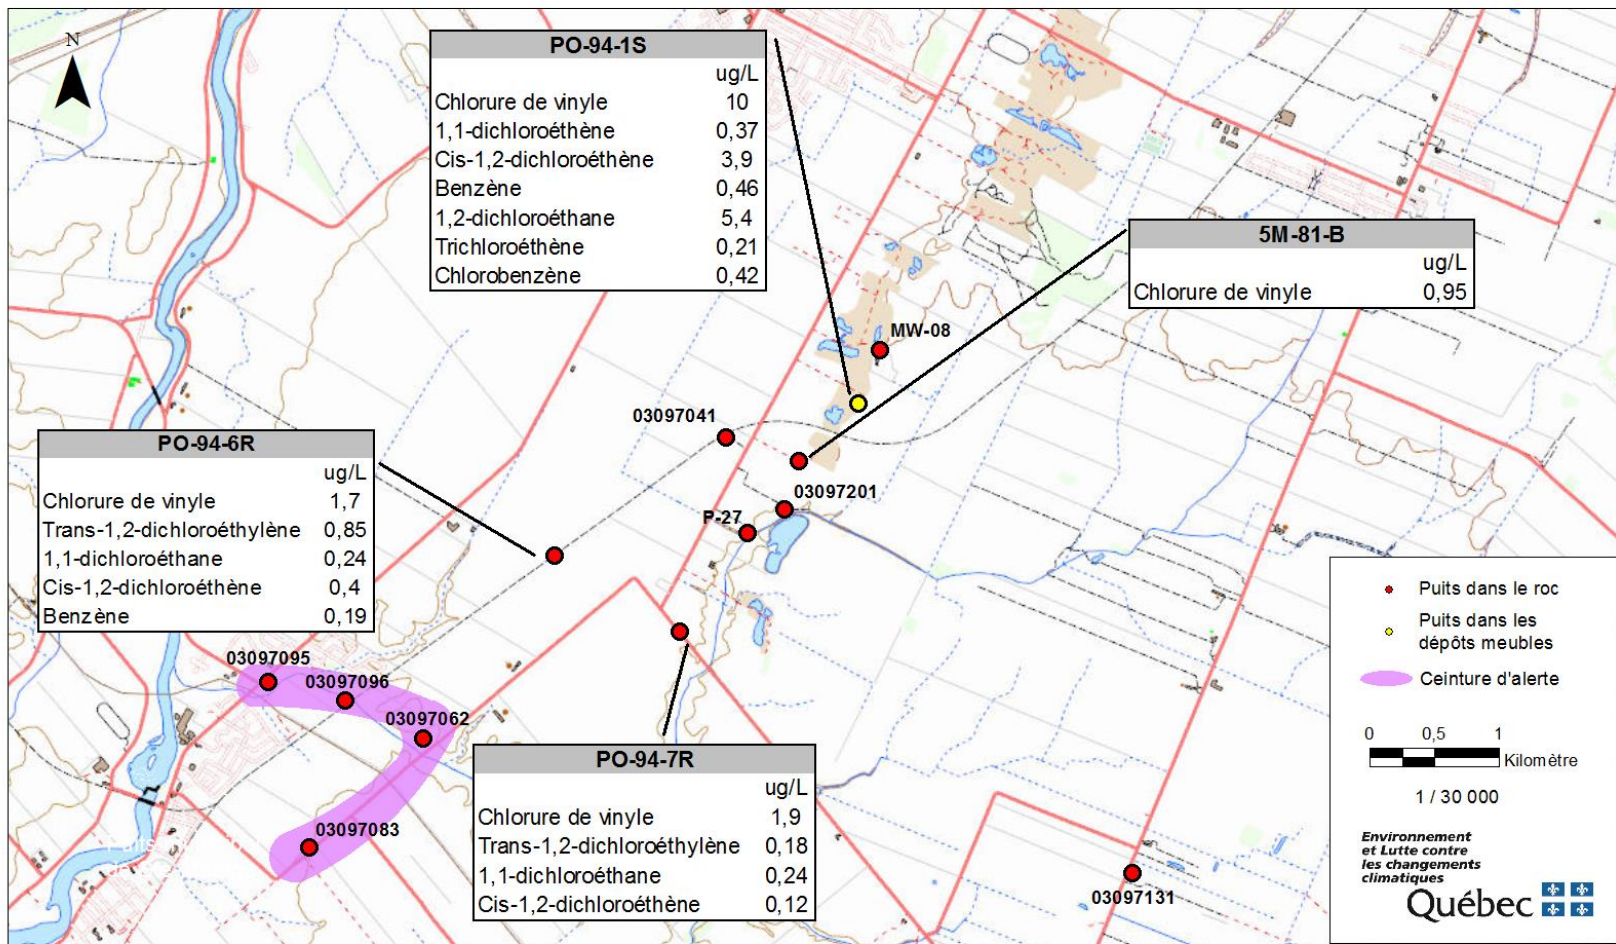 N
PO-94-1S
ug/L
Chlorure de vinyle 10
1,1-dichloroéthène 0,37
Cis-1,2-dichloroéthène 3,9
Benzène 0,46
1,2-dichloroéthane 5,4
Trichloroéthène 0,21
Chlorobenzène 0,42
5M-81-B
ug/L
Chlorure de vinyle 0,95
MW-08
03097041
PO-94-6R
ug/L
Chlorure de vinyle 1,7
Trans-1,2-dichloroéthylène 0,85
1,1-dichloroéthane 0,24
Cis-1,2-dichloroéthène 0,4
Benzène 0,19
03097201
P-27
03097095
03097096
03097062
03097083
PO-94-7R
ug/L
Chlorure de vinyle 1,9
Trans-1,2-dichloroéthylène 0,18
1,1-dichloroéthane 0,24
Cis-1,2-dichloroéthène 0,12
03097131
Puits dans le roc
Puits dans les
dépôts meubles
Ceinture d'alerte
0 0,5 1
Kilomètre
1 / 30 000
Environnement
et Lutte contre
les changements
climatiques
Québec